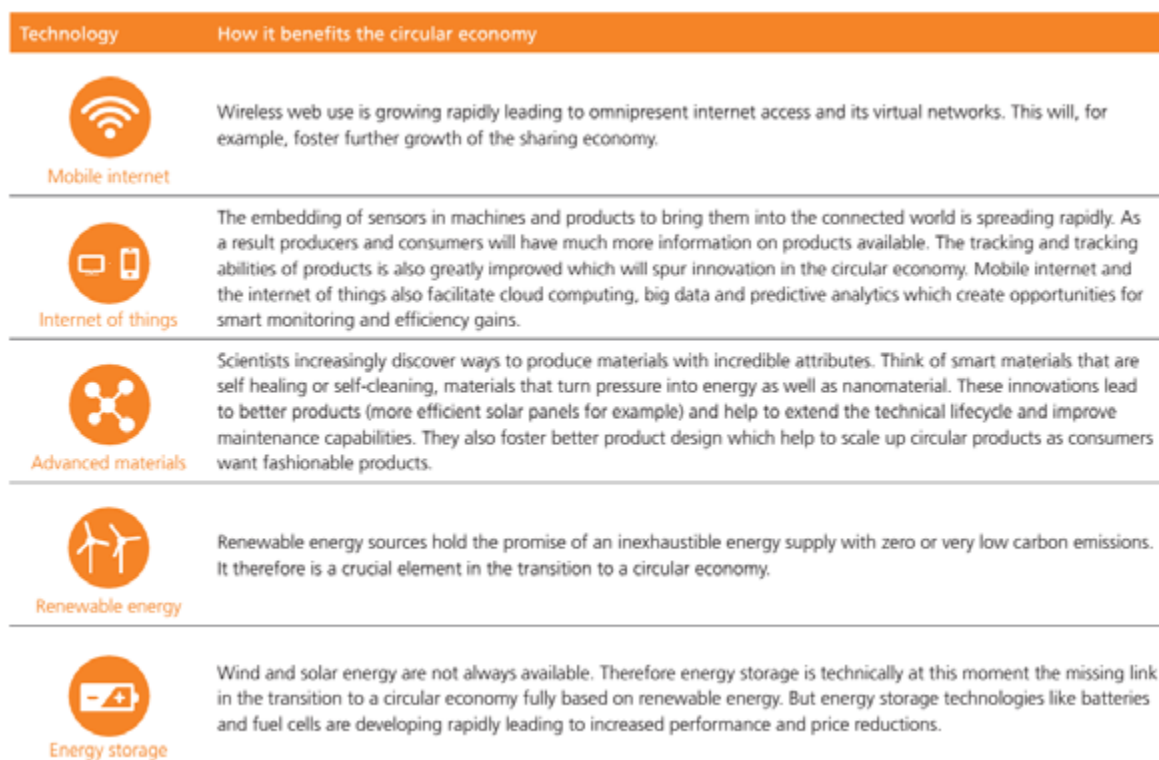 Technology How it benefits the circular economy
Wireless web use is growing rapidly leading to omnipresent internet access and its virtual networks. This will, for
example, foster further growth of the sharing economy.
Mobile internet
The embedding of sensors in machines and products to bring them into the connected world is spreading rapidly. As
a result producers and consumers will have much more information on products available. The tracking and tracking
abilities of products is also greatly improved which will spur innovation in the circular economy. Mobile internet and
the internet of things also facilitate cloud computing, big data and predictive analytics which create opportunities for
smart monitoring and efficiency gains.
Internet of things
Scientists increasingly discover ways to produce materials with incredible attributes. Think of smart materials that are
self healing or self-cleaning, materials that turn pressure into energy as well as nanomaterial. These innovations lead
to better products (more efficient solar panels for example) and help to extend the technical lifecycle and improve
maintenance capabilities. They also foster better product design which help to scale up circular products as consumers
want fashionable products.
Advanced materials
Renewable energy sources hold the promise of an inexhaustible energy supply with zero or very low carbon emissions.
It therefore is a crucial element in the transition to a circular economy.
Renewable energy
Wind and solar energy are not always available. Therefore energy storage is technically at this moment the missing link
in the transition to a circular economy fully based on renewable energy. But energy storage technologies like batteries
and fuel cells are developing rapidly leading to increased performance and price reductions.
Energy storage